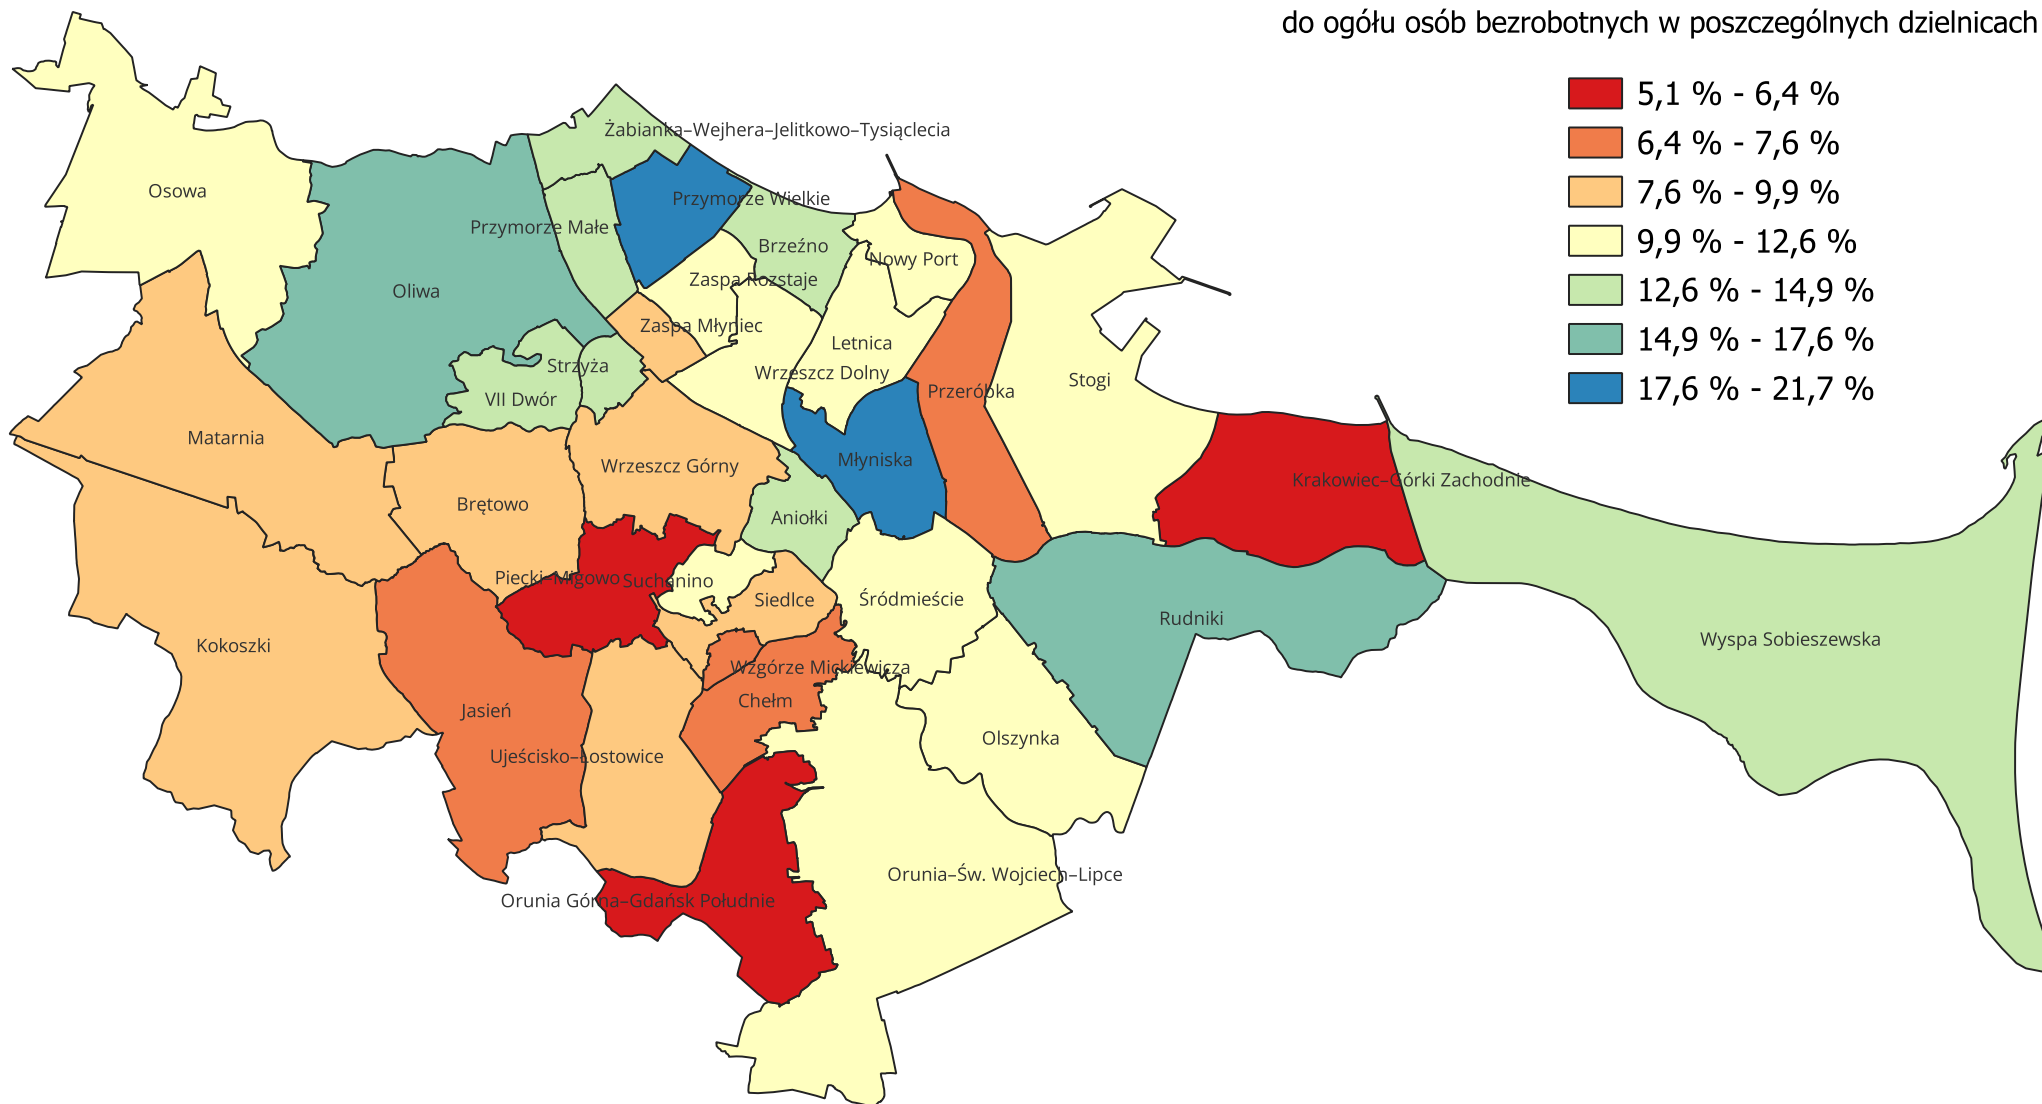 do ogółu osób bezrobotnych w poszczególnych dzielnicach
5,1 % - 6,4 %
6,4 % - 7,6 %
7,6 % - 9,9 %
9,9 % - 12,6 %
12,6 % - 14,9 %
14,9 % - 17,6 %
17,6 % - 21,7 %
Żabianka–Wejhera–Jelitkowo–Tysiąclecia
Osowa
Przymorze Wielkie
Przymorze Małe
Brzeźno
Nowy Port
Zaspa Rozstaje
Oliwa
Zaspa Młyniec
Letnica
Strzyża
Wrzeszcz Dolny
Stogi
Przeróbka
VII Dwór
Matarnia
Młyniska
Wrzeszcz Górny
Krakowiec–Górki Zachodnie
Brętowo
Aniołki
Piecki–Migowo
Suchanino
Siedlce
Śródmieście
Rudniki
Wyspa Sobieszewska
Kokoszki
Wzgórze Mickiewicza
Chełm
Jasień
Olszynka
Ujeścisko–Łostowice
Orunia–Św. Wojciech–Lipce
Orunia Górna–Gdańsk Południe